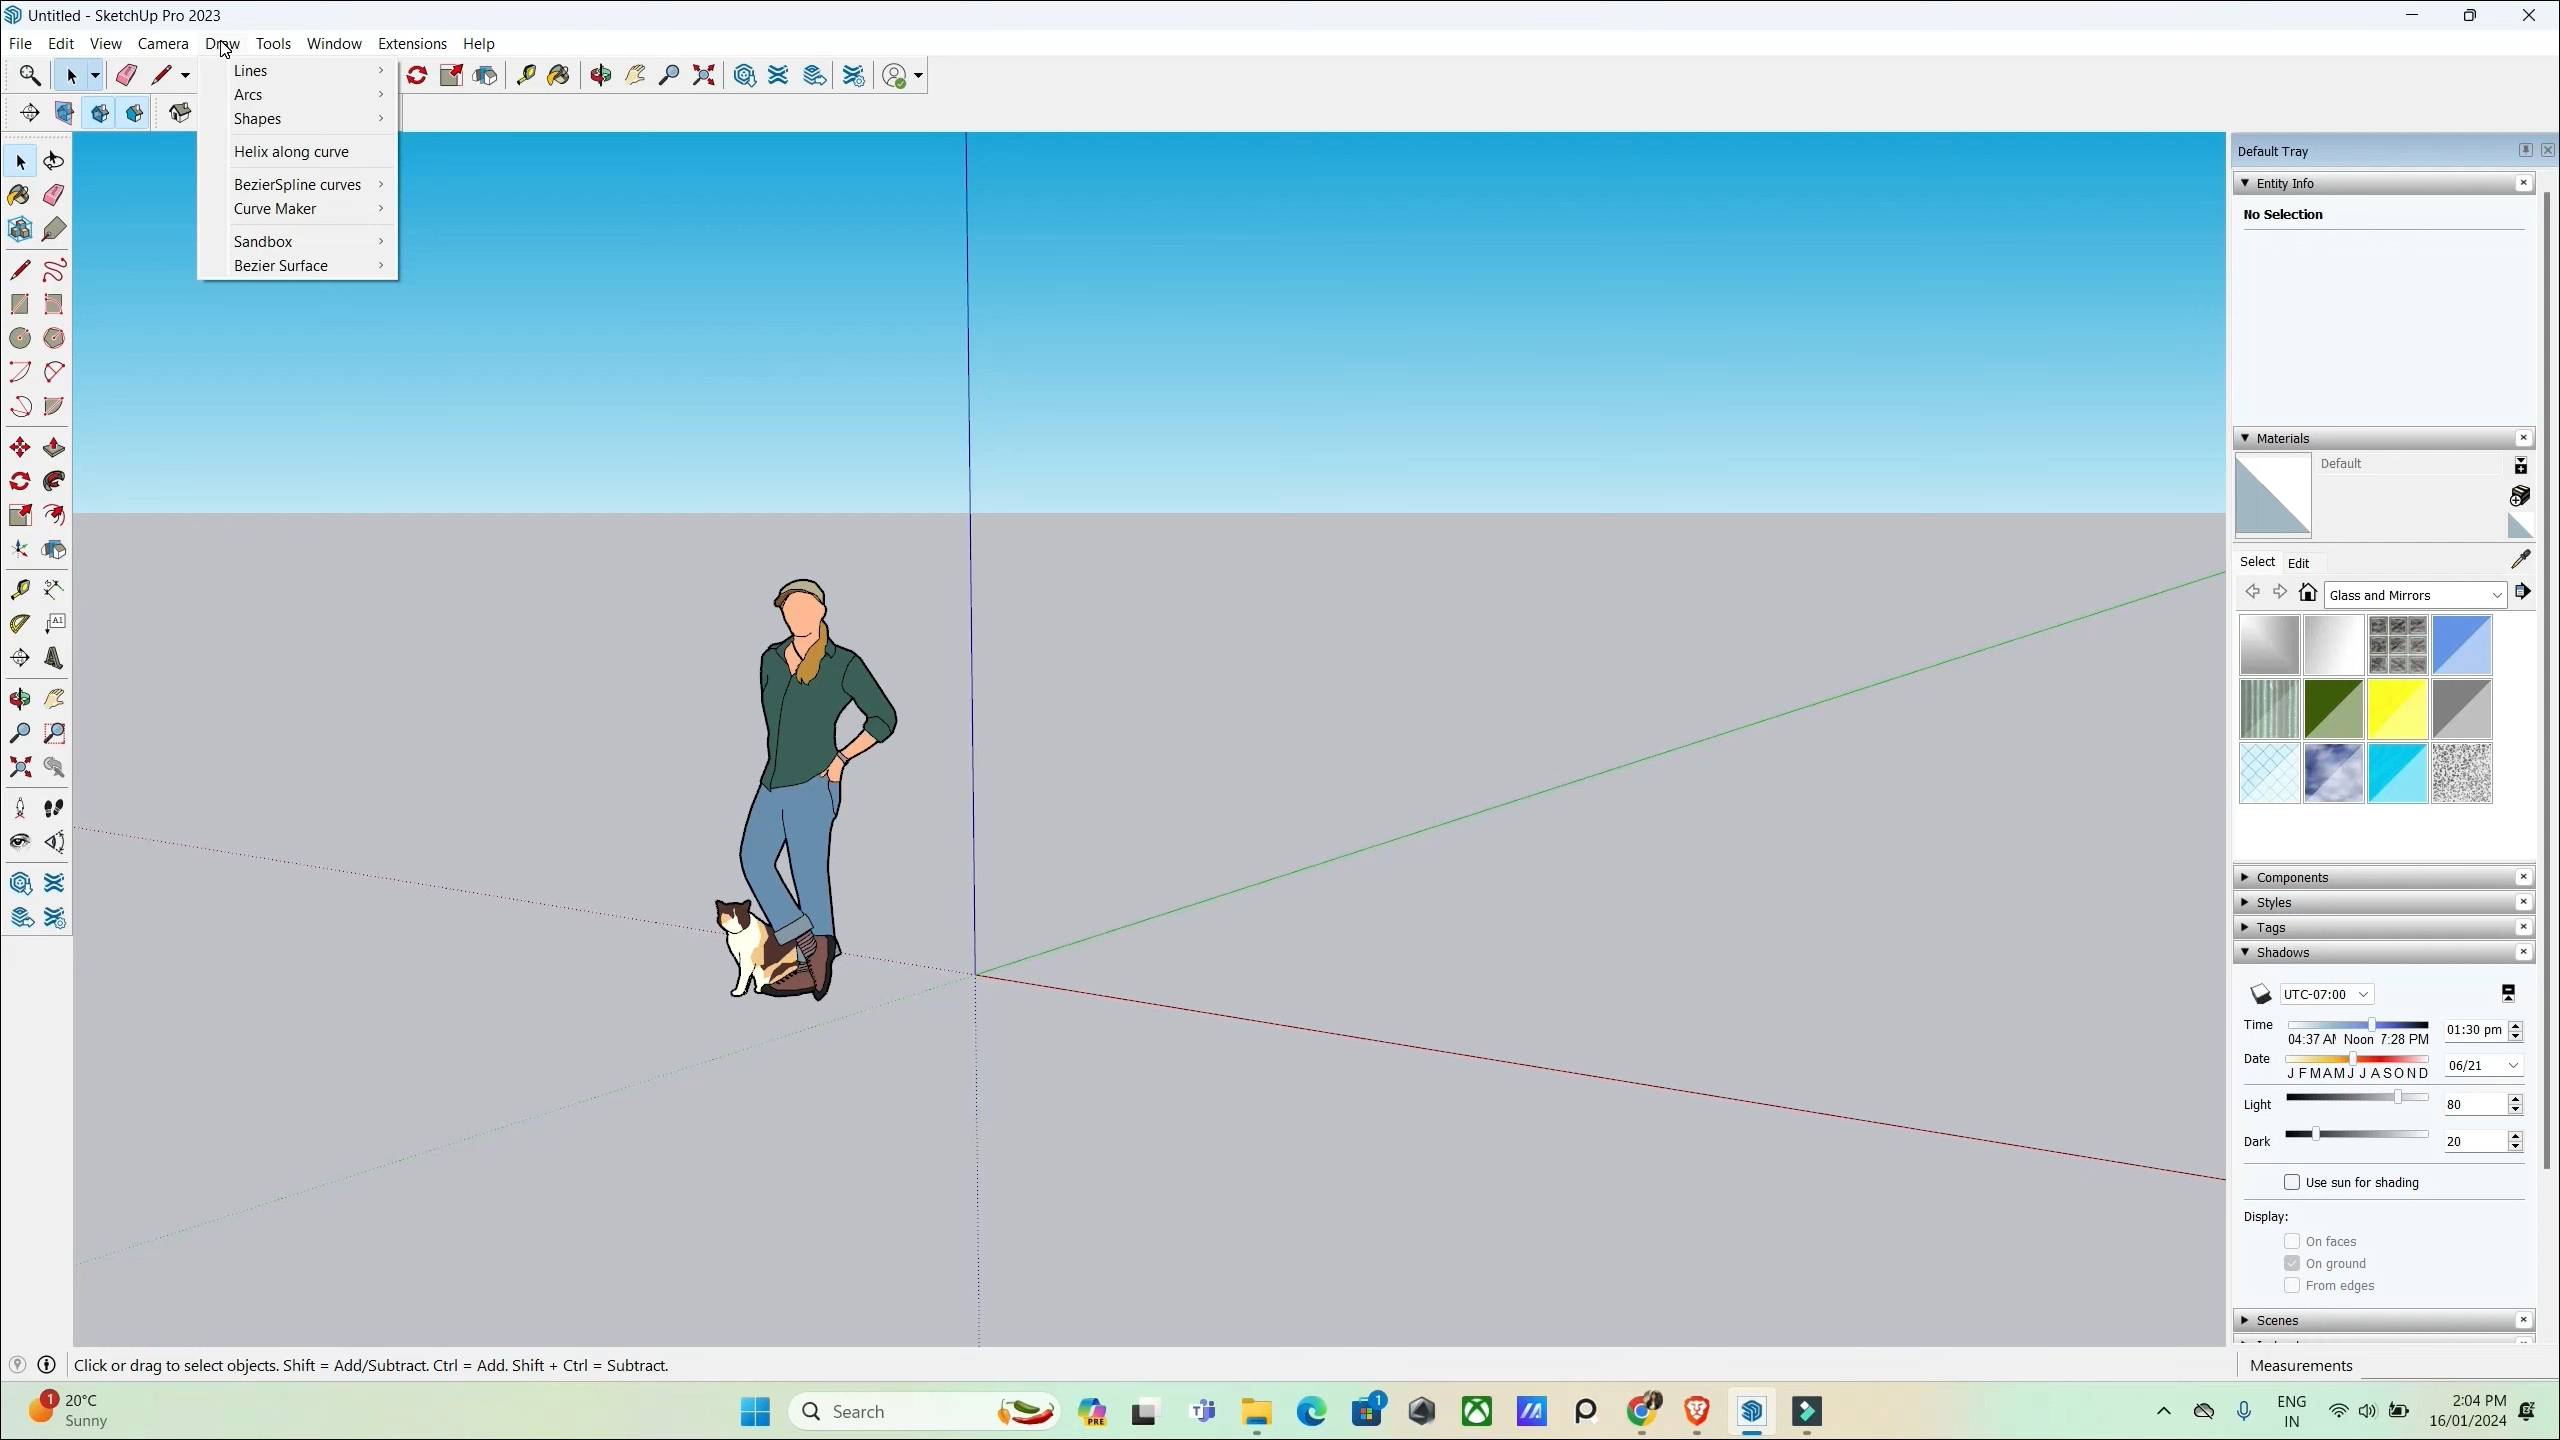 Untitled - SketchUp Pro 2023
File Edit View Camera Draw Tools Window Extensions Help
Lines
Arcs
Shapes
Helix along curve
BezierSpline curves
Curve Maker
Sandbox
Bezier Surface
A1
Default Tray
Entity Info
No Selection
Materials
Default
Select Edit
Glass and Mirrors
Components
Styles
Tags
Shadows
UTC-07:00
Time 01:30 pm
04:37 AM Noon 7:28 PM
Date 06/21
J F M A M J J A S O N D
Light 80
Dark 20
Use sun for shading
Display:
On faces
On ground
From edges
Scenes
Click or drag to select objects. Shift = Add/Subtract. Ctrl = Add. Shift + Ctrl = Subtract.
Measurements
1 20°C
Sunny
Search
PRE
1
ENG
IN
2:04 PM
16/01/2024